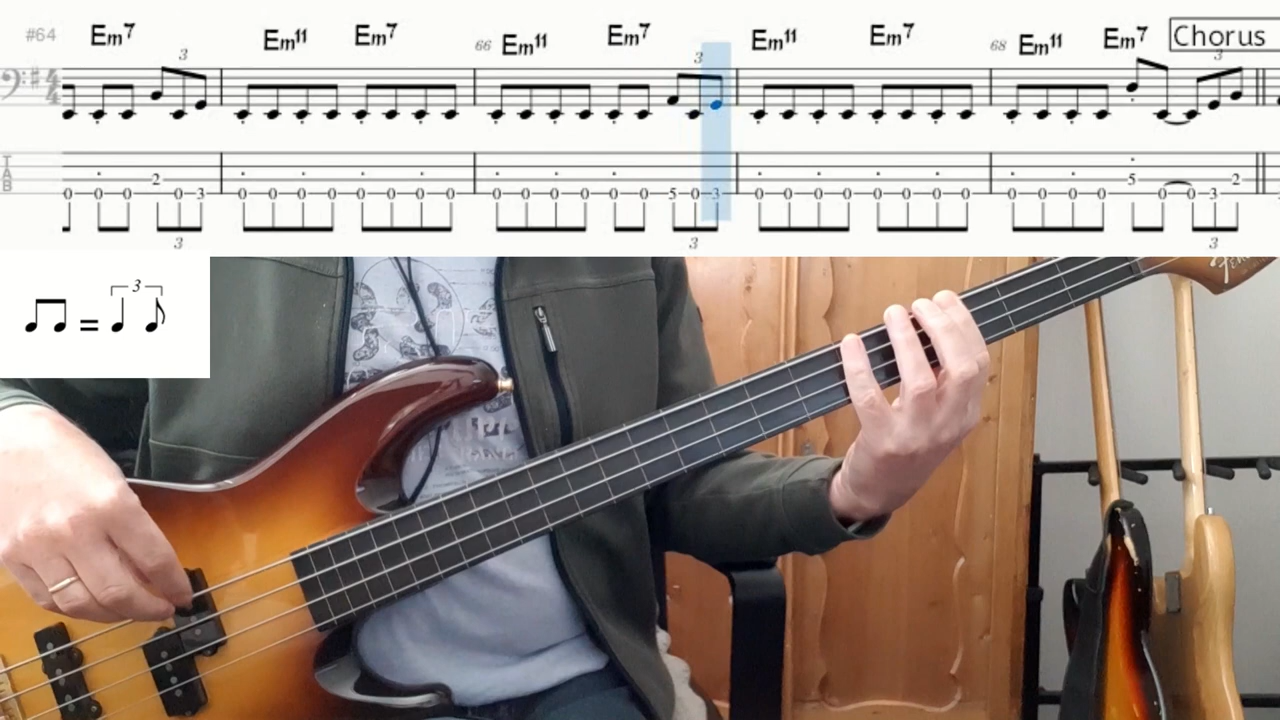 #64 Em7 Em11 Em7 66 Em11 Em7 Em11 Em7 68 Em11 Em7 Chorus
3 3 3
4
4
T
A
B
2 5 2
0 0 0 0 3 0 0 0 0 0 0 0 0 0 0 0 0 0 0 5 0 3 0 0 0 0 0 0 0 0 0 0 0 0 0 0 3
3 3 3
3
=
Fender